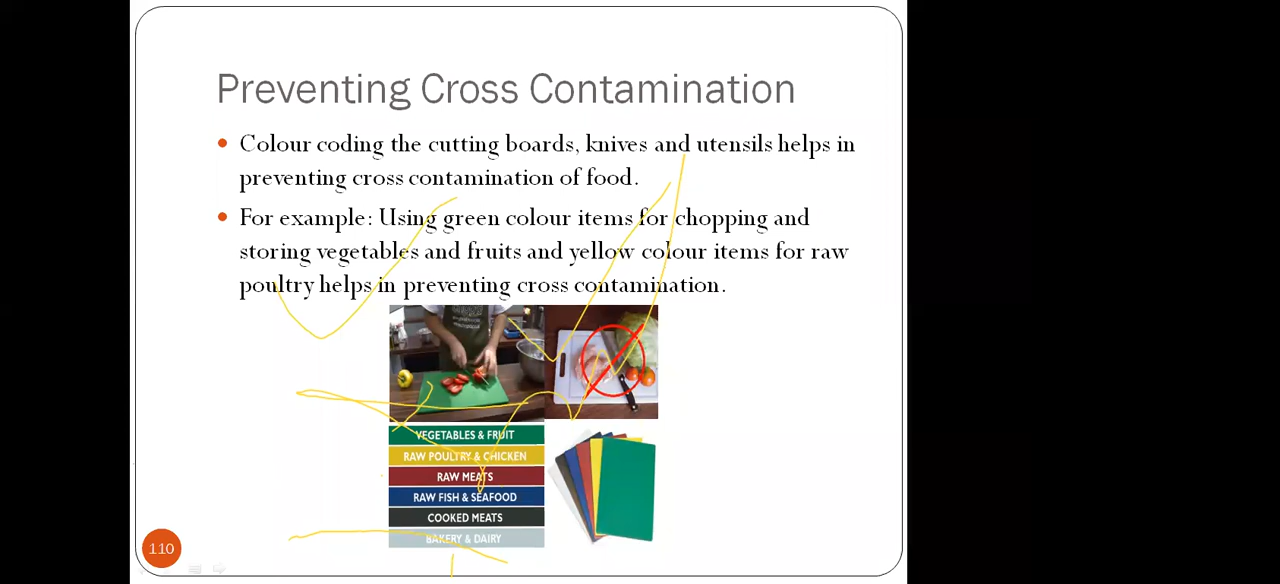 Preventing Cross Contamination
Colour coding the cutting boards, knives and utensils helps in
preventing cross contamination of food.
For example: Using green colour items for chopping and
storing vegetables and fruits and yellow colour items for raw
poultry helps in preventing cross contamination.
VEGETABLES & FRUIT
RAW POULTRY & CHICKEN
RAW MEATS
RAW FISH & SEAFOOD
COOKED MEATS
BAKERY & DAIRY
110